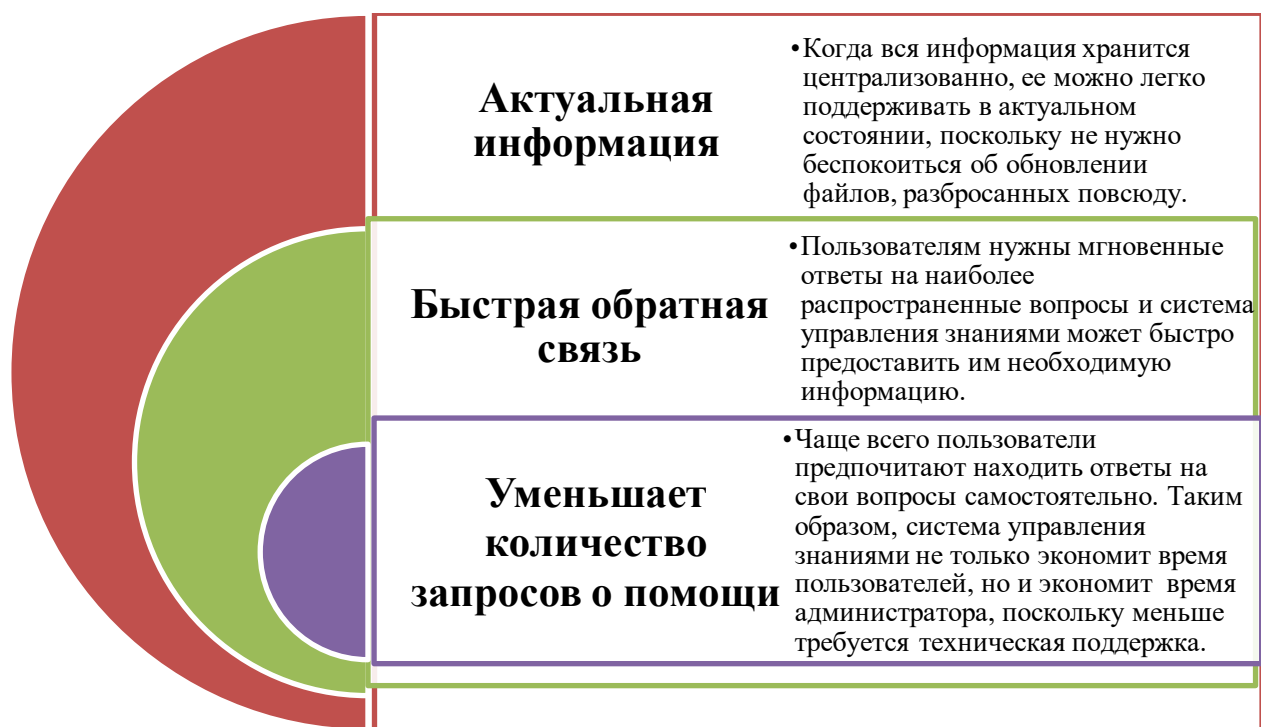 Актуальная
информация
•Когда вся информация хранится
централизованно, ее можно легко
поддерживать в актуальном
состоянии, поскольку не нужно
беспокоиться об обновлении
файлов, разбросанных повсюду.
Быстрая обратная
связь
•Пользователям нужны мгновенные
ответы на наиболее
распространенные вопросы и система
управления знаниями может быстро
предоставить им необходимую
информацию.
Уменьшает
количество
запросов о помощи
•Чаще всего пользователи
предпочитают находить ответы на
свои вопросы самостоятельно. Таким
образом, система управления
знаниями не только экономит время
пользователей, но и экономит время
администратора, поскольку меньше
требуется техническая поддержка.